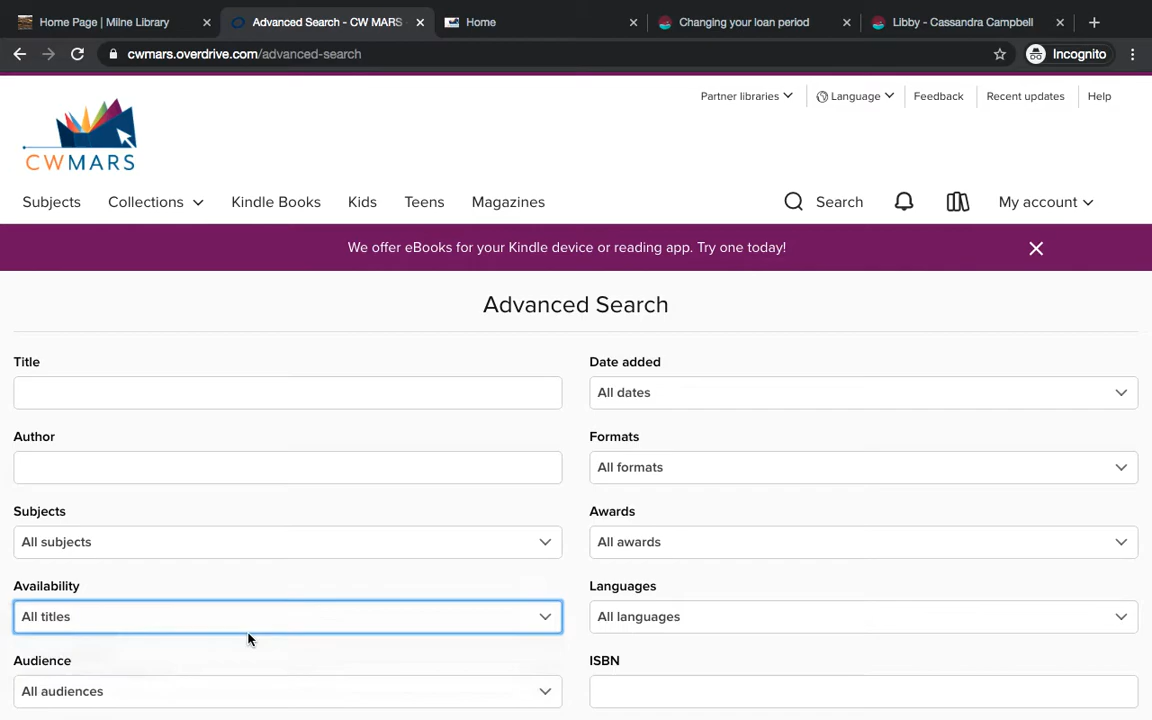 Home Page | Milne Library
Advanced Search - CW MARS
Home
Changing your loan period
Libby - Cassandra Campbell
cwmars.overdrive.com/advanced-search
Incognito
Partner libraries
Language
Feedback
Recent updates
Help
CWMARS
Subjects
Collections
Kindle Books
Kids
Teens
Magazines
Search
My account
We offer eBooks for your Kindle device or reading app. Try one today!
Advanced Search
Title
Date added
All dates
Author
Formats
All formats
Subjects
All subjects
Awards
All awards
Availability
All titles
Languages
All languages
Audience
All audiences
ISBN